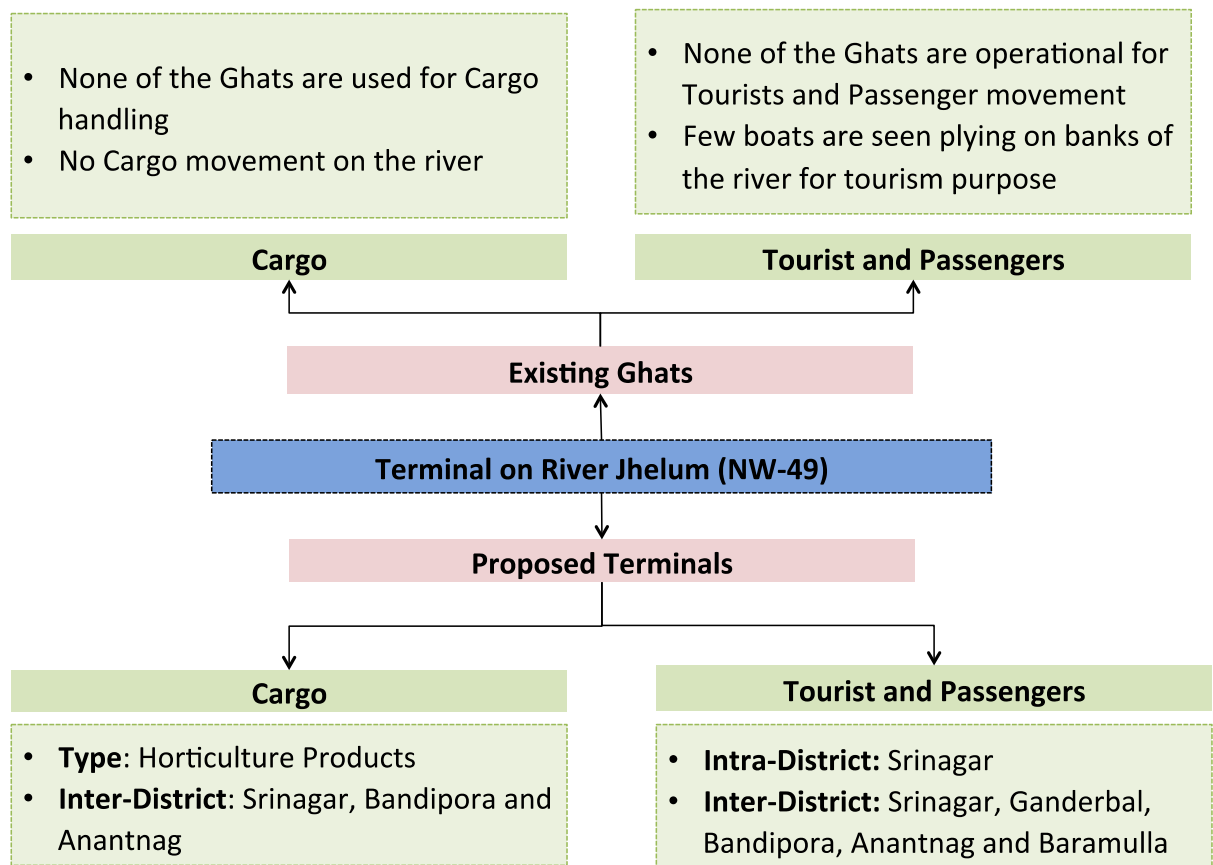 • None of the Ghats are used for Cargo
handling
• No Cargo movement on the river
• None of the Ghats are operational for
Tourists and Passenger movement
• Few boats are seen plying on banks of
the river for tourism purpose
Cargo
Tourist and Passengers
Existing Ghats
Terminal on River Jhelum (NW-49)
Proposed Terminals
Cargo
Tourist and Passengers
• Type: Horticulture Products
• Inter-District: Srinagar, Bandipora and
Anantnag
• Intra-District: Srinagar
• Inter-District: Srinagar, Ganderbal,
Bandipora, Anantnag and Baramulla